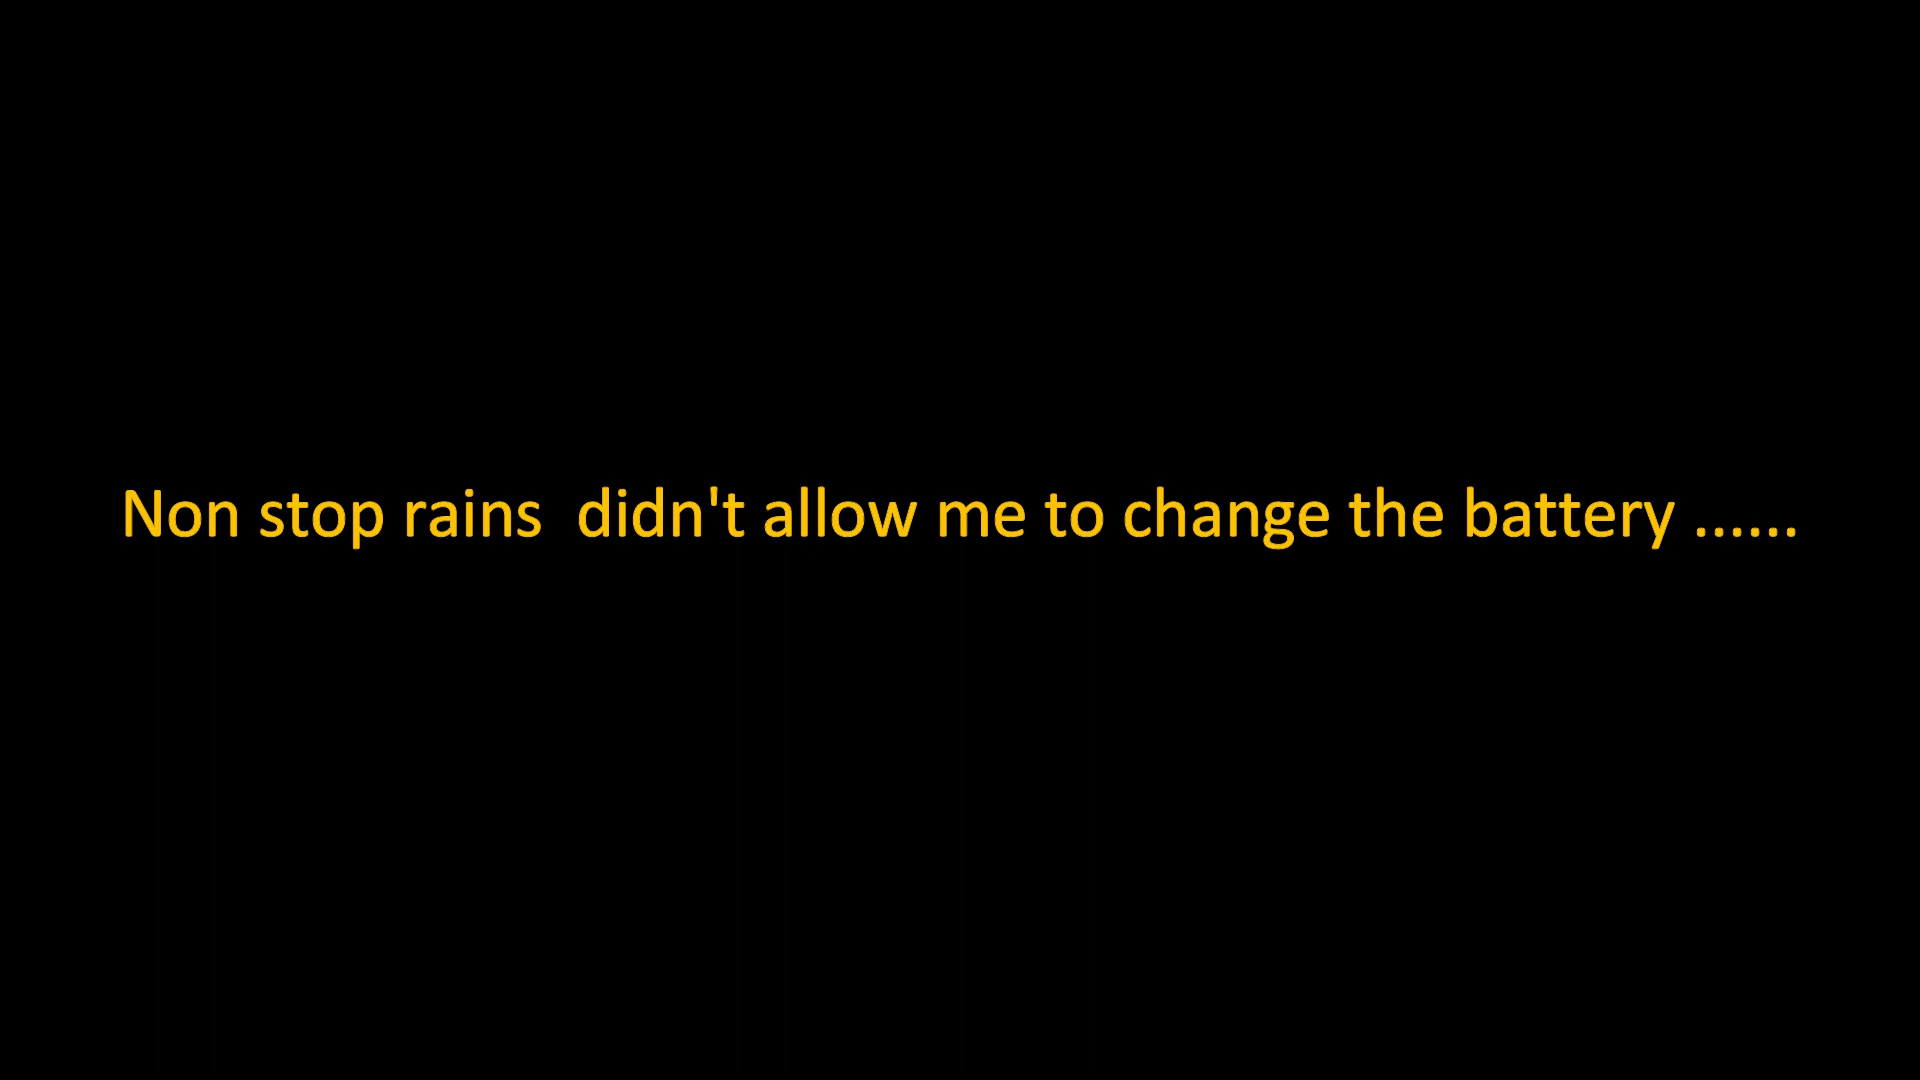 Non stop rains  didn't allow me to change the battery ......